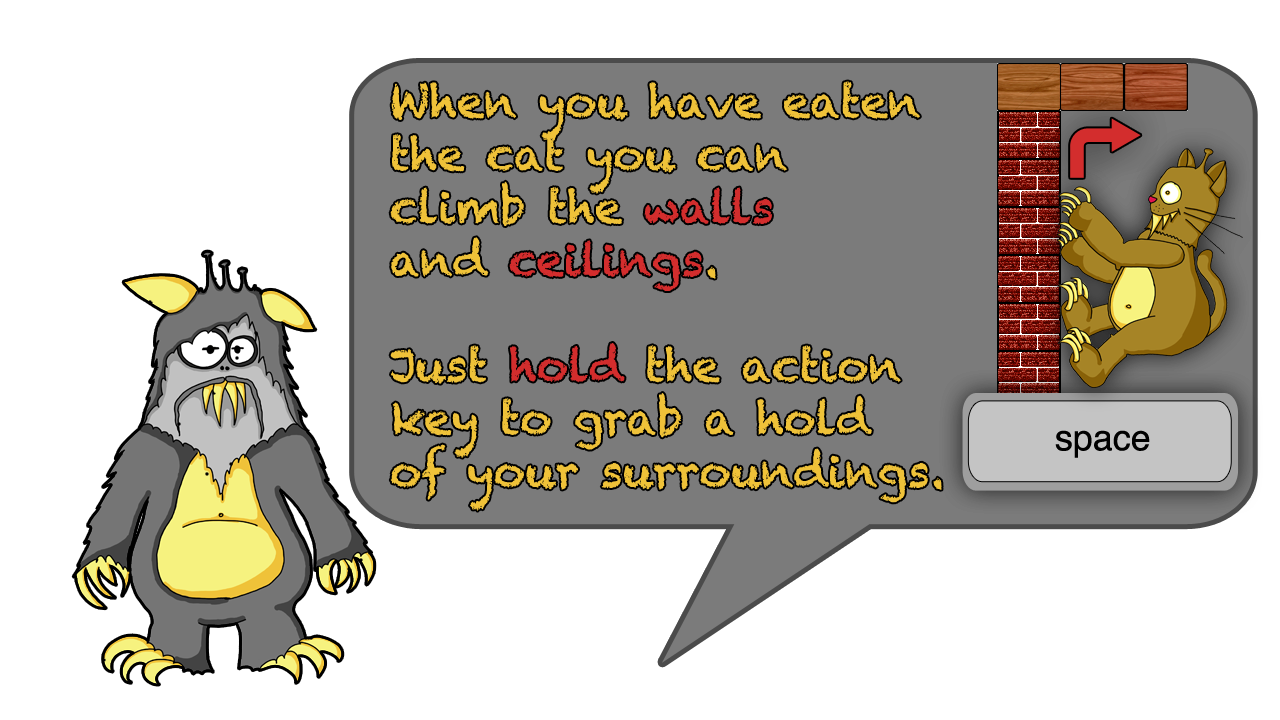 When you have eaten
the cat you can
climb the walls
and ceilings.
Just hold the action
key to grab a hold
of your surroundings.
space